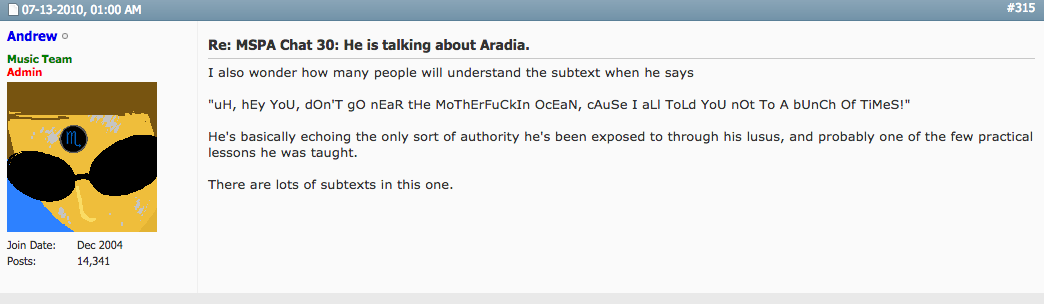 07-13-2010, 01:00 AM
#315
Andrew
Music Team
Admin
♏
Join Date: Dec 2004
Posts: 14,341
Re: MSPA Chat 30: He is talking about Aradia.
I also wonder how many people will understand the subtext when he says
"uH, hEy YoU, dOn'T gO nEaR tHe MoThErFuCkIn OcEaN, cAuSe I aLl ToLd YoU nOt To A bUnCh Of TiMeS!"
He's basically echoing the only sort of authority he's been exposed to through his lusus, and probably one of the few practical
lessons he was taught.
There are lots of subtexts in this one.